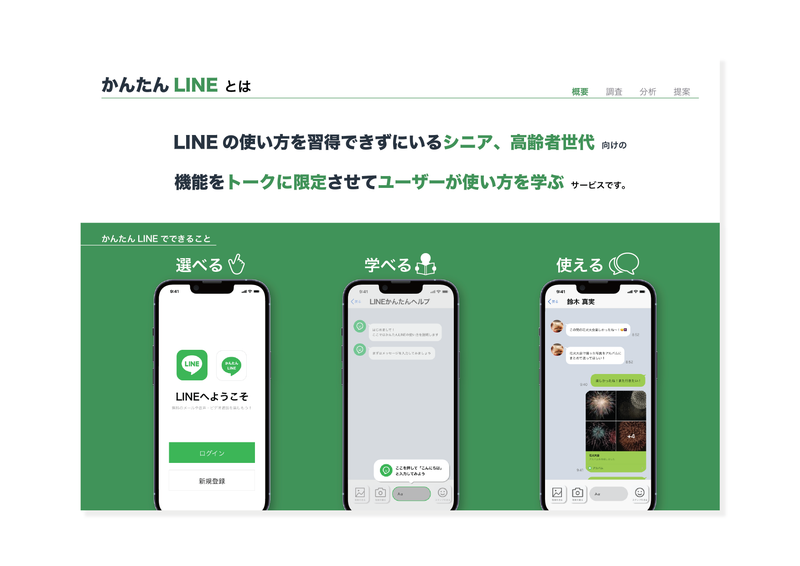 かんたん LINE とは
概要 調査 分析 提案
LINE の使い方を習得できずにいるシニア、高齢者世代 向けの
機能をトークに限定させてユーザーが使い方を学ぶ サービスです。
かんたん LINE でできること
選べる
学べる
使える
9:41
LINE
かんたん
LINE
LINEへようこそ
ログイン
新規登録
9:41
LINEかんたんヘルプ
ここを押して「こんにちは」
と入力してみよう
Aa
9:41
鈴木 真実
+4
Aa